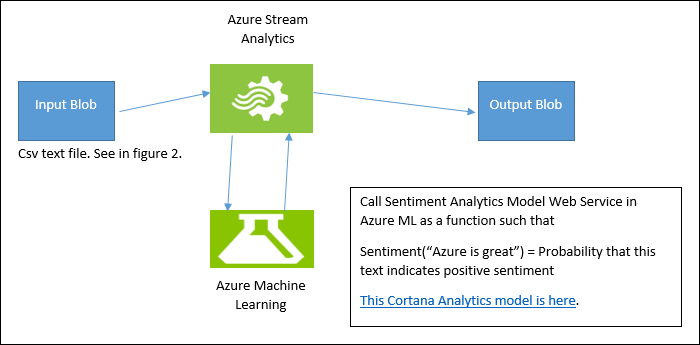 Azure Stream
Analytics
Input Blob
Output Blob
Csv text file. See in figure 2.
Azure Machine
Learning
Call Sentiment Analytics Model Web Service in
Azure ML as a function such that
Sentiment(“Azure is great”) = Probability that this
text indicates positive sentiment
This Cortana Analytics model is here.